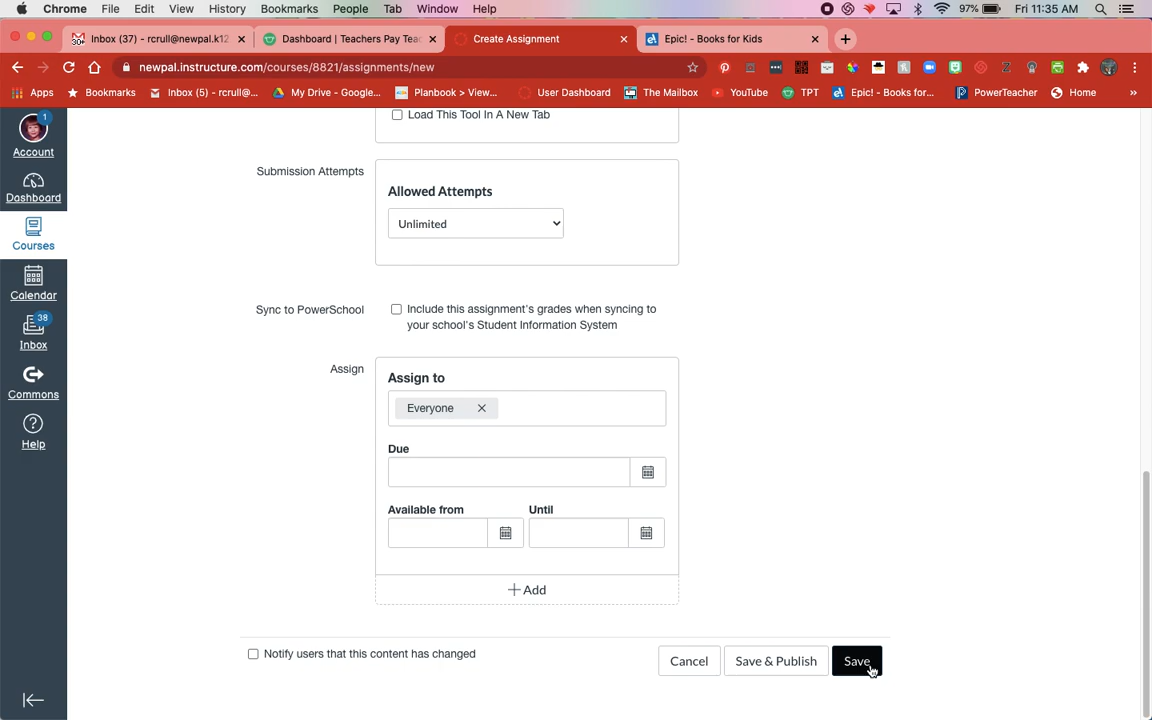 Chrome File Edit View History Bookmarks People Tab Window Help 97% Fri 11:35 AM
Inbox (37) - rcrull@newpal.k12 Dashboard | Teachers Pay Teac Create Assignment Epic! - Books for Kids
newpal.instructure.com/courses/8821/assignments/new
Apps Bookmarks Inbox (5) - rcrull@... My Drive - Google... Planbook > View... User Dashboard The Mailbox YouTube TPT Epic! - Books for... PowerTeacher Home »
1
Account
Dashboard
Courses
Calendar
38
Inbox
Commons
Help
Load This Tool In A New Tab
Submission Attempts
Allowed Attempts
Unlimited
Sync to PowerSchool
Include this assignment's grades when syncing to
your school's Student Information System
Assign
Assign to
Everyone
Due
Available from Until
+ Add
Notify users that this content has changed
Cancel Save & Publish Save